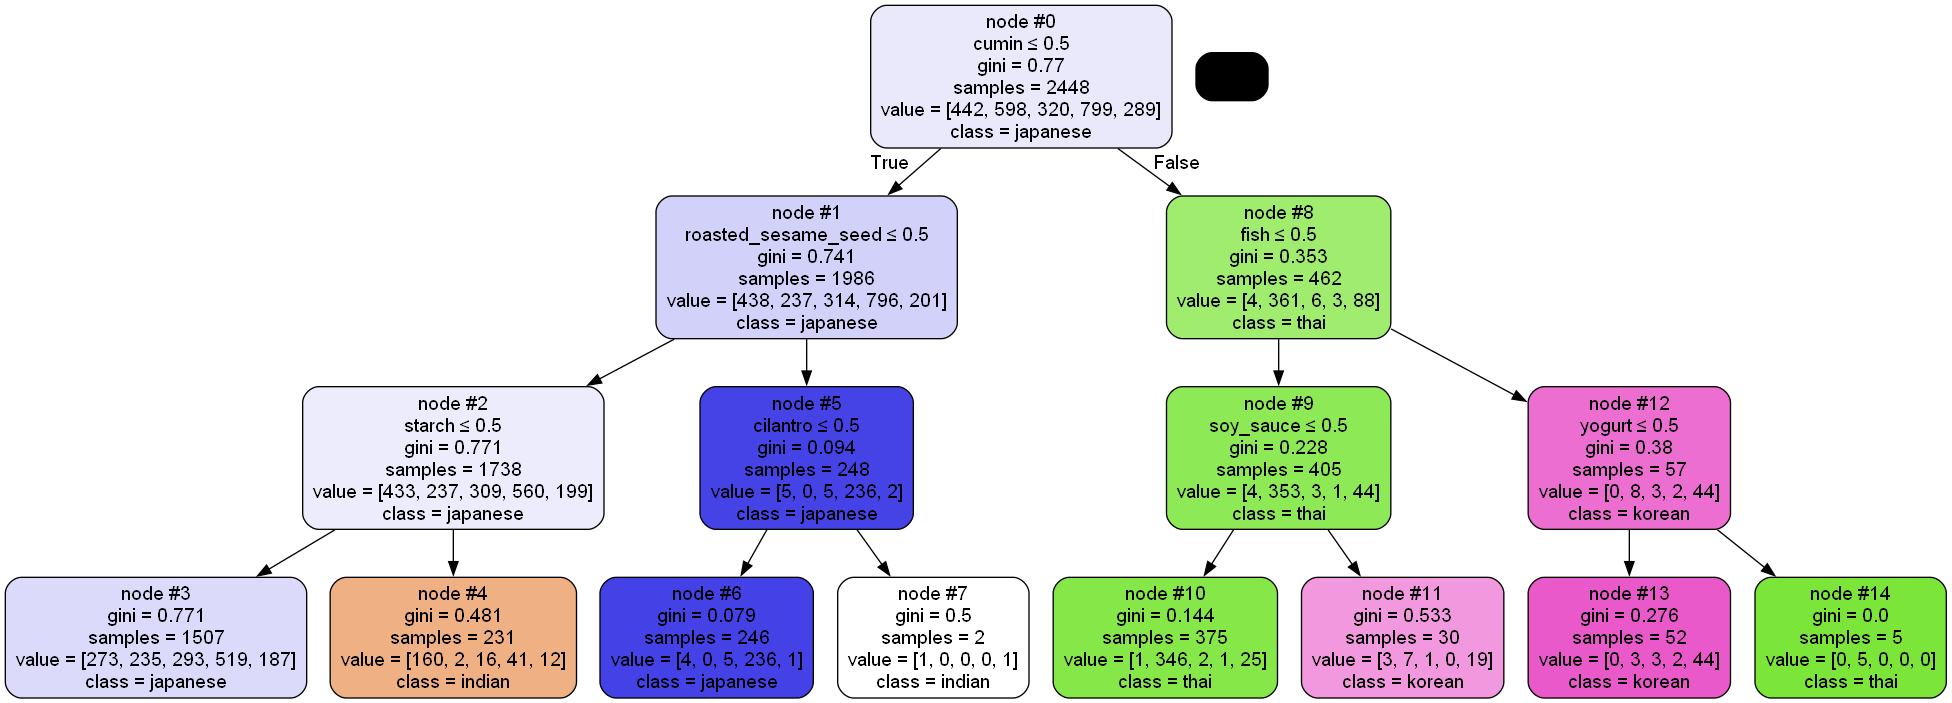 node #0
cumin ≤ 0.5
gini = 0.77
samples = 2448
value = [442, 598, 320, 799, 289]
class = japanese
True
False
node #1
roasted_sesame_seed ≤ 0.5
gini = 0.741
samples = 1986
value = [438, 237, 314, 796, 201]
class = japanese
node #8
fish ≤ 0.5
gini = 0.353
samples = 462
value = [4, 361, 6, 3, 88]
class = thai
node #2
starch ≤ 0.5
gini = 0.771
samples = 1738
value = [433, 237, 309, 560, 199]
class = japanese
node #5
cilantro ≤ 0.5
gini = 0.094
samples = 248
value = [5, 0, 5, 236, 2]
class = japanese
node #9
soy_sauce ≤ 0.5
gini = 0.228
samples = 405
value = [4, 353, 3, 1, 44]
class = thai
node #12
yogurt ≤ 0.5
gini = 0.38
samples = 57
value = [0, 8, 3, 2, 44]
class = korean
node #3
gini = 0.771
samples = 1507
value = [273, 235, 293, 519, 187]
class = japanese
node #4
gini = 0.481
samples = 231
value = [160, 2, 16, 41, 12]
class = indian
node #6
gini = 0.079
samples = 246
value = [4, 0, 5, 236, 1]
class = japanese
node #7
gini = 0.5
samples = 2
value = [1, 0, 0, 0, 1]
class = indian
node #10
gini = 0.144
samples = 375
value = [1, 346, 2, 1, 25]
class = thai
node #11
gini = 0.533
samples = 30
value = [3, 7, 1, 0, 19]
class = korean
node #13
gini = 0.276
samples = 52
value = [0, 3, 3, 2, 44]
class = korean
node #14
gini = 0.0
samples = 5
value = [0, 5, 0, 0, 0]
class = thai